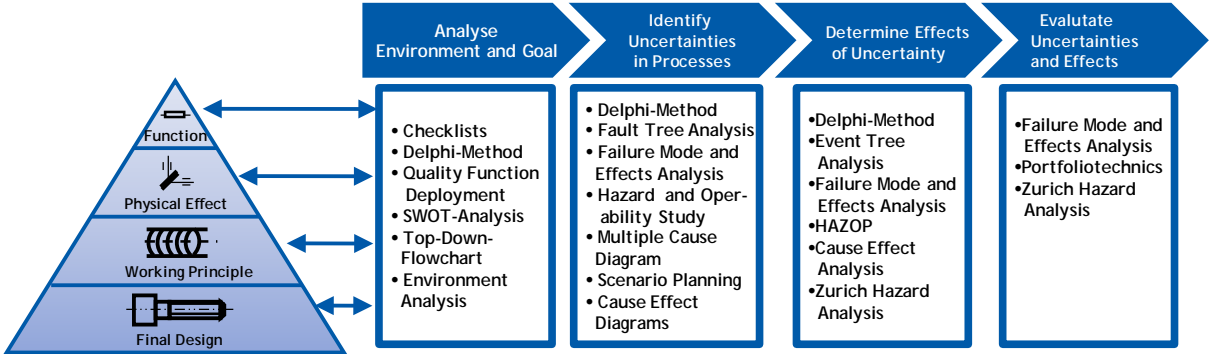 Analyse
Environment and Goal
Identify
Uncertainties
in Processes
Determine Effects
of Uncertainty
Evalutate
Uncertainties
and Effects
Function
Physical Effect
Working Principle
Final Design
• Checklists
• Delphi-Method
• Quality Function
Deployment
• SWOT-Analysis
• Top-Down-
Flowchart
• Environment
Analysis
• Delphi-Method
• Fault Tree Analysis
• Failure Mode and
Effects Analysis
• Hazard and Oper-
ability Study
• Multiple Cause
Diagram
• Scenario Planning
• Cause Effect
Diagrams
•Delphi-Method
•Event Tree
Analysis
•Failure Mode and
Effects Analysis
•HAZOP
•Cause Effect
Analysis
•Zurich Hazard
Analysis
•Failure Mode and
Effects Analysis
•Portfoliotechnics
•Zurich Hazard
Analysis